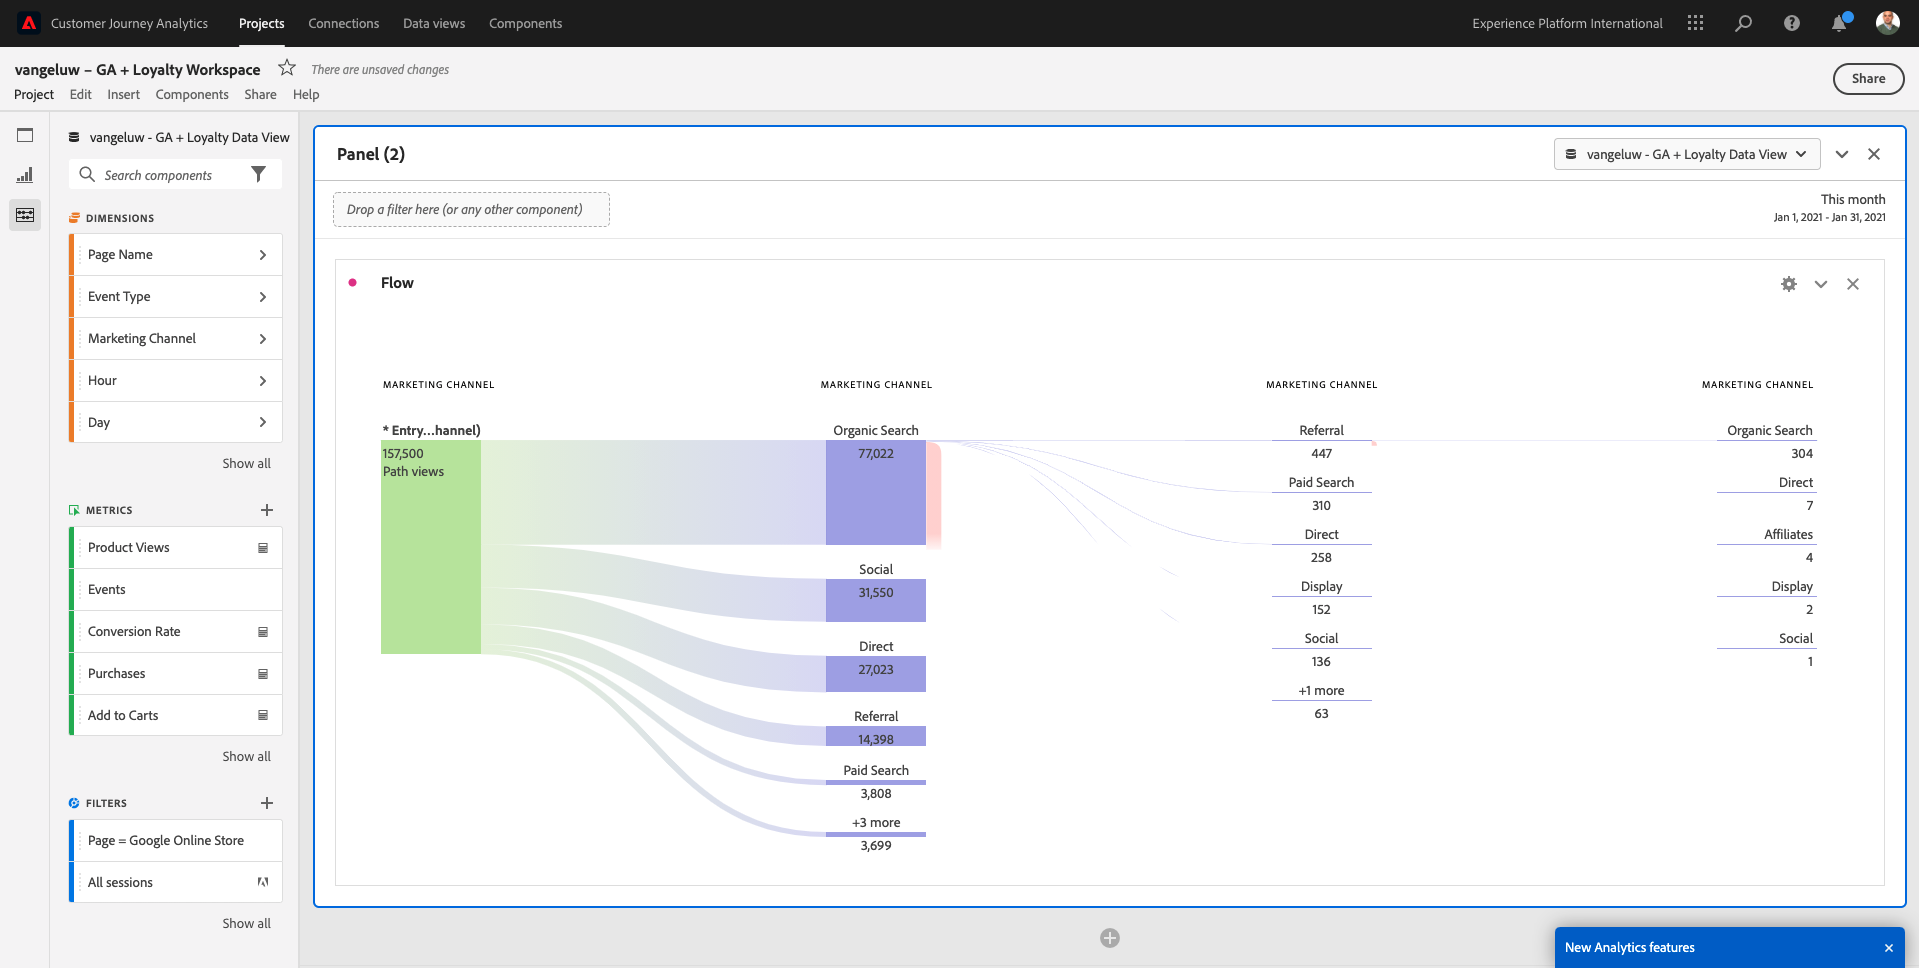 Customer Journey Analytics Projects Connections Data views Components Experience Platform International
vangeluw – GA + Loyalty Workspace There are unsaved changes
Share
Project Edit Insert Components Share Help
vangeluw - GA + Loyalty Data View
Search components
DIMENSIONS
Page Name
Event Type
Marketing Channel
Hour
Day
Show all
METRICS
Product Views
Events
Conversion Rate
Purchases
Add to Carts
Show all
FILTERS
Page = Google Online Store
All sessions
Show all
Panel (2)
vangeluw - GA + Loyalty Data View
Drop a filter here (or any other component)
This month
Jan 1, 2021 - Jan 31, 2021
Flow
MARKETING CHANNEL
* Entry...hannel)
157,500
Path views
MARKETING CHANNEL
Organic Search
77,022
Social
31,550
Direct
27,023
Referral
14,398
Paid Search
3,808
+3 more
3,699
MARKETING CHANNEL
Referral
447
Paid Search
310
Direct
258
Display
152
Social
136
+1 more
63
MARKETING CHANNEL
Organic Search
304
Direct
7
Affiliates
4
Display
2
Social
1
New Analytics features